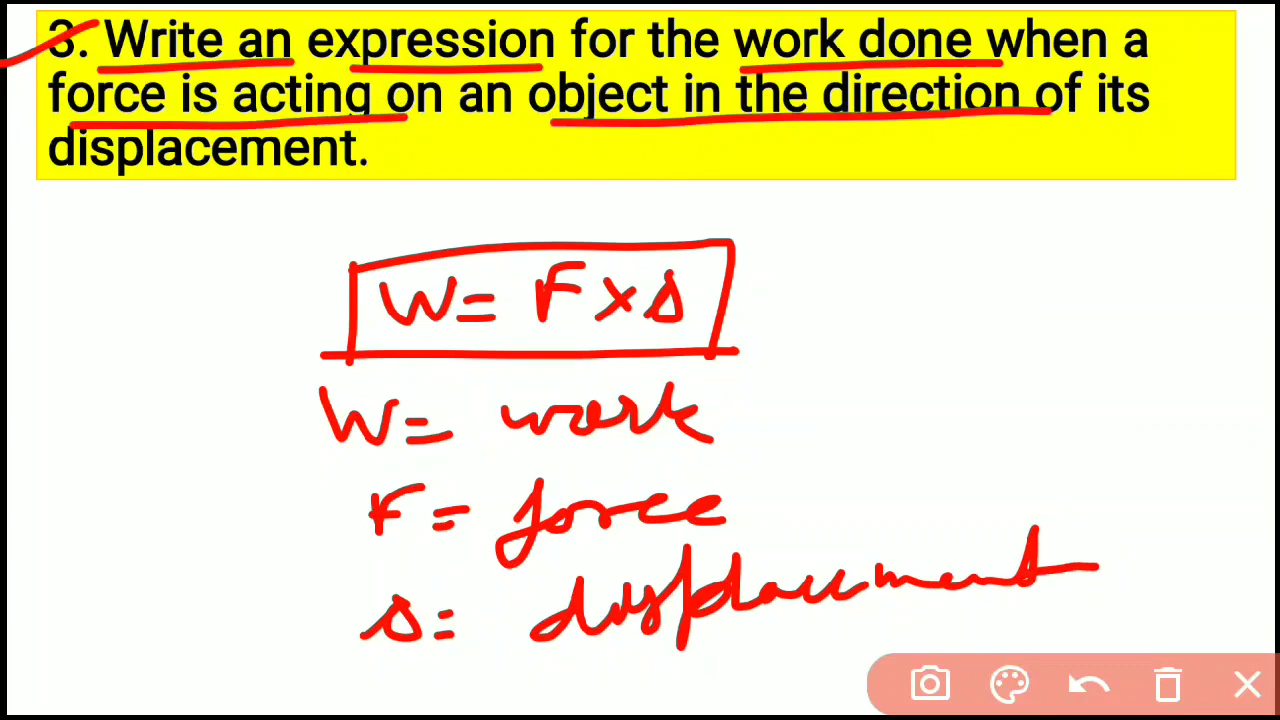 3. Write an expression for the work done when a
force is acting on an object in the direction of its
displacement.
W= F×s
W= work
F= force
s= displacement